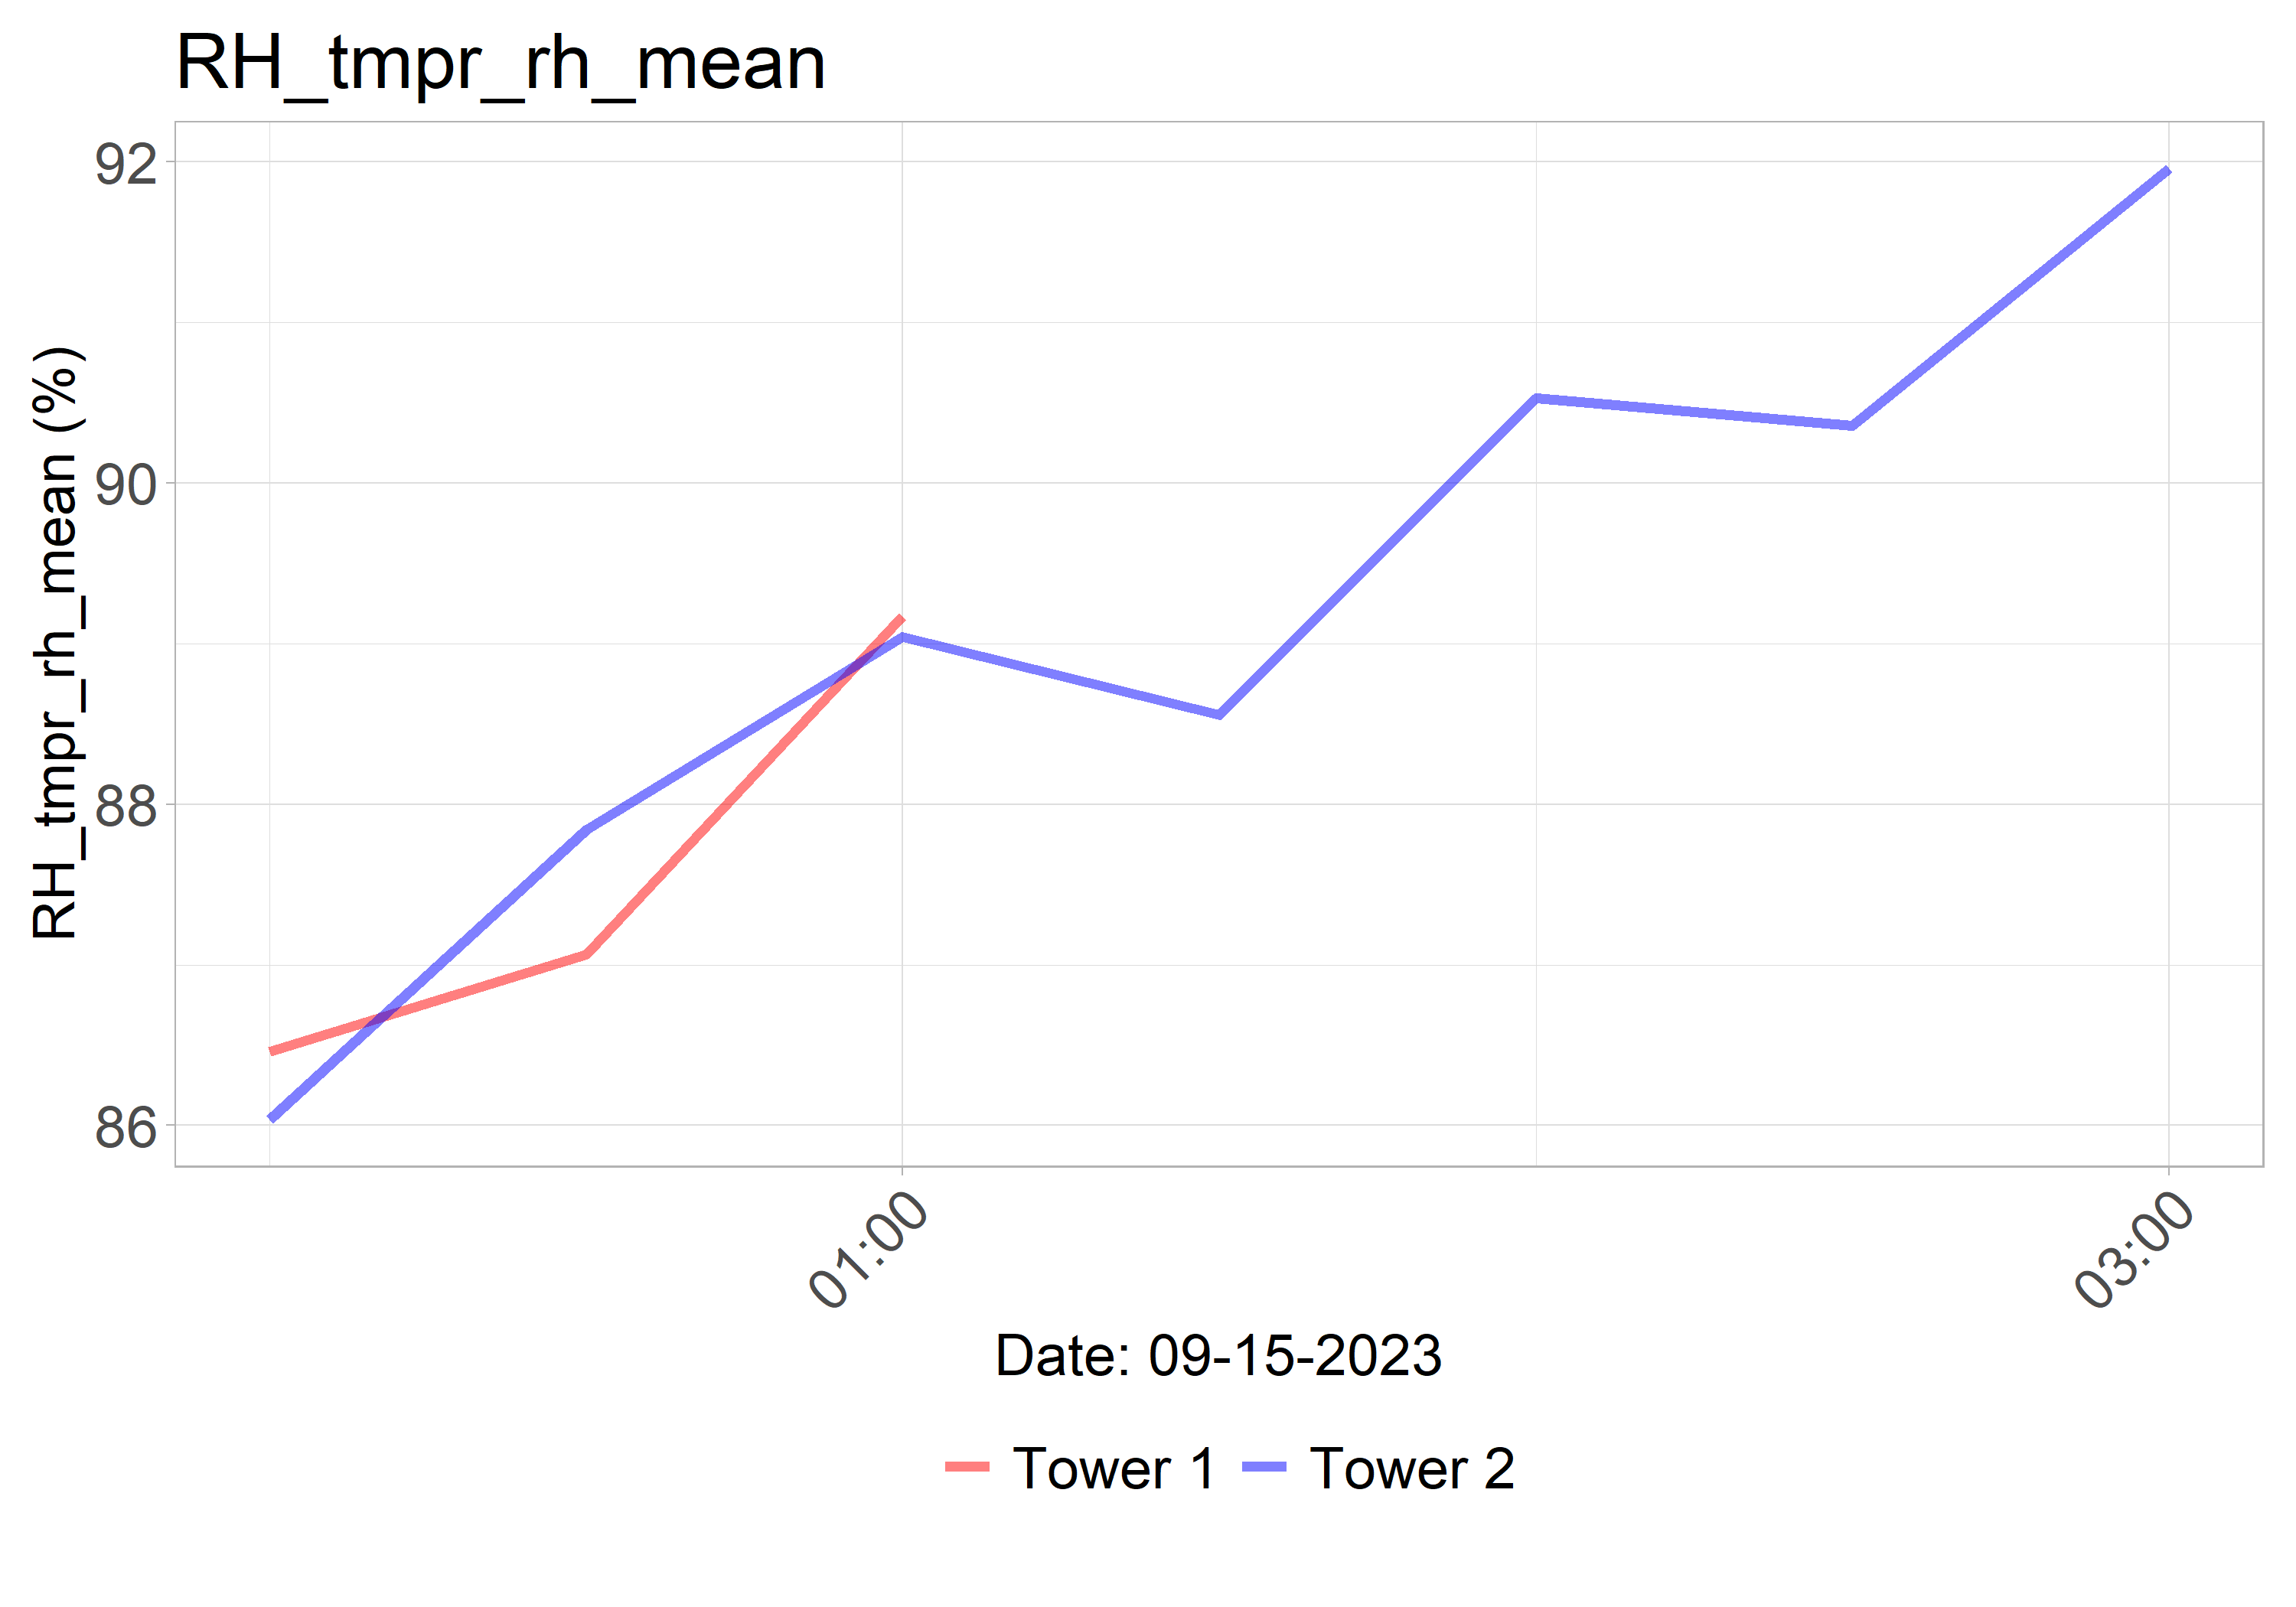 RH_tmpr_rh_mean
RH_tmpr_rh_mean (%)
92
90
88
86
01:00
03:00
Date: 09-15-2023
Tower 1
Tower 2